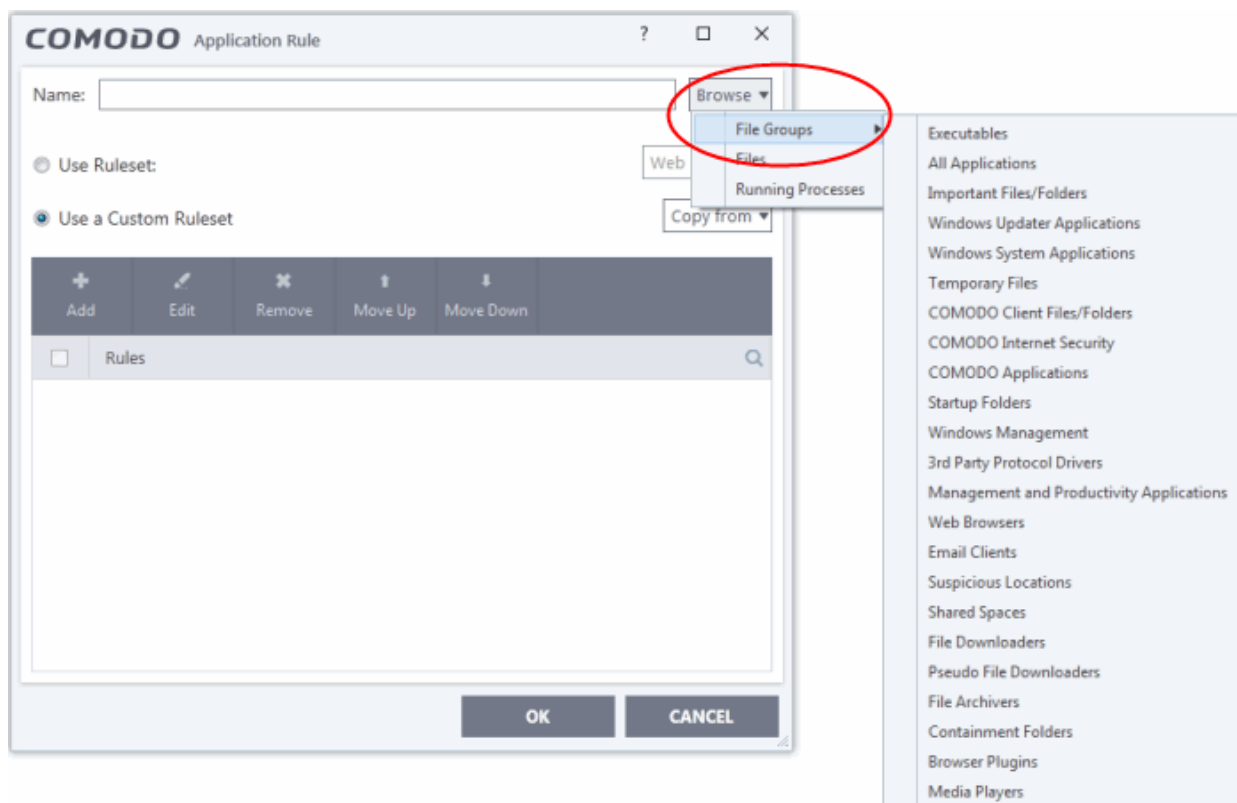 COMODO Application Rule ?
Name: Browse
File Groups
Files
Use Ruleset: Web
Running Processes
Use a Custom Ruleset Copy from
Add Edit Remove Move Up Move Down
Rules
OK CANCEL
Executables
All Applications
Important Files/Folders
Windows Updater Applications
Windows System Applications
Temporary Files
COMODO Client Files/Folders
COMODO Internet Security
COMODO Applications
Startup Folders
Windows Management
3rd Party Protocol Drivers
Management and Productivity Applications
Web Browsers
Email Clients
Suspicious Locations
Shared Spaces
File Downloaders
Pseudo File Downloaders
File Archivers
Containment Folders
Browser Plugins
Media Players